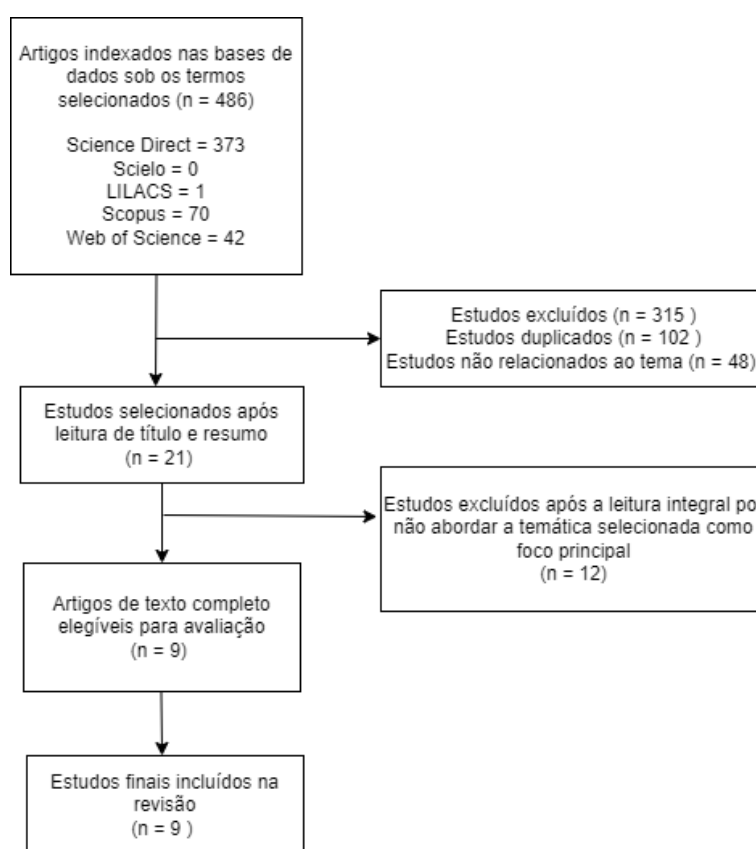 Artigos indexados nas bases de
dados sob os termos
selecionados (n = 486)
Science Direct = 373
Scielo = 0
LILACS = 1
Scopus = 70
Web of Science = 42
Estudos excluídos (n = 315 )
Estudos duplicados (n = 102 )
Estudos não relacionados ao tema (n = 48)
Estudos selecionados após
leitura de título e resumo
(n = 21)
Estudos excluídos após a leitura integral po
não abordar a temática selecionada como
foco principal
(n = 12)
Artigos de texto completo
elegíveis para avaliação
(n = 9)
Estudos finais incluídos na
revisão
(n = 9 )